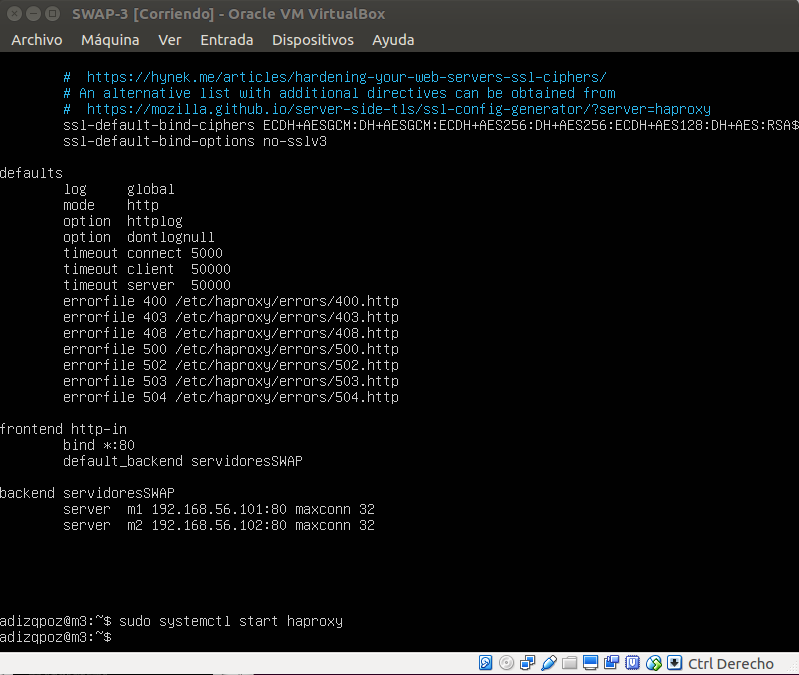 SWAP-3 [Corriendo] - Oracle VM VirtualBox
Archivo Máquina Ver Entrada Dispositivos Ayuda
# https://hynek.me/articles/hardening-your-web-servers-ssl-ciphers/
# An alternative list with additional directives can be obtained from
# https://mozilla.github.io/server-side-tls/ssl-config-generator/?server=haproxy
ssl-default-bind-ciphers ECDH+AESGCM:DH+AESGCM:ECDH+AES256:DH+AES256:ECDH+AES128:DH+AES:RSA$
ssl-default-bind-options no-sslv3
defaults
log global
mode http
option httplog
option dontlognull
timeout connect 5000
timeout client 50000
timeout server 50000
errorfile 400 /etc/haproxy/errors/400.http
errorfile 403 /etc/haproxy/errors/403.http
errorfile 408 /etc/haproxy/errors/408.http
errorfile 500 /etc/haproxy/errors/500.http
errorfile 502 /etc/haproxy/errors/502.http
errorfile 503 /etc/haproxy/errors/503.http
errorfile 504 /etc/haproxy/errors/504.http
frontend http-in
bind *:80
default_backend servidoresSWAP
backend servidoresSWAP
server m1 192.168.56.101:80 maxconn 32
server m2 192.168.56.102:80 maxconn 32
adizqpoz@m3:~$ sudo systemctl start haproxy
adizqpoz@m3:~$
Ctrl Derecho